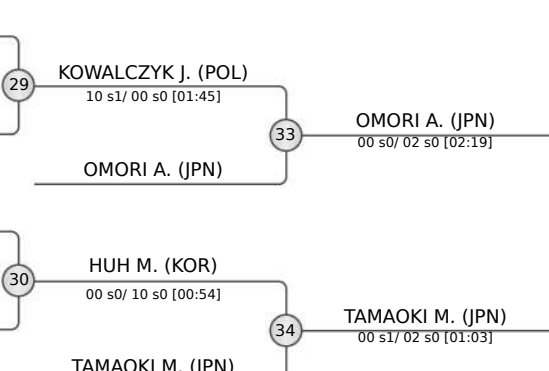 29
KOWALCZYK J. (POL)
10 s1/ 00 s0 [01:45]
33
OMORI A. (JPN)
00 s0/ 02 s0 [02:19]
OMORI A. (JPN)
30
HUH M. (KOR)
00 s0/ 10 s0 [00:54]
34
TAMAOKI M. (JPN)
00 s1/ 02 s0 [01:03]
TAMAOKI M. (JPN)